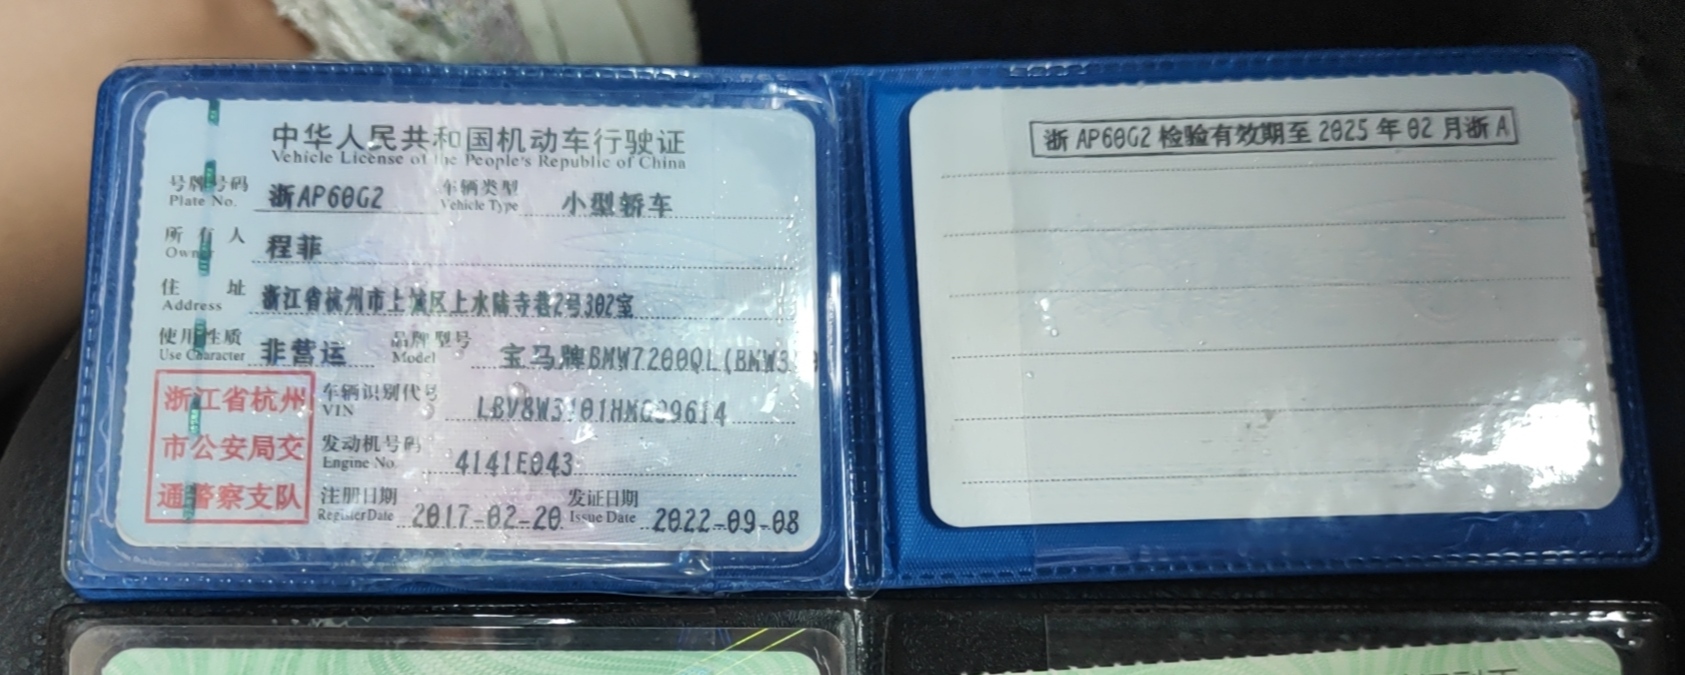 中华人民共和国机动车行驶证
Vehicle License of the People's Republic of China
号牌号码 浙AP60G2 车辆类型 小型轿车
Plate No. Vehicle Type
所有人 程菲
Owner
住址 浙江省杭州市上城区上水陆寺巷2号302室
Address
使用性质 非营运 品牌型号 宝马牌BMW7200QL(BMW3
Use Character Model
浙江省杭州
市公安局交
通警察支队
车辆识别代号
VIN
发动机号码 4141E043
Engine No.
注册日期 2017-02-20 发证日期 2022-09-08
Register Date Issue Date
浙AP60G2检验有效期至2025年02月浙A